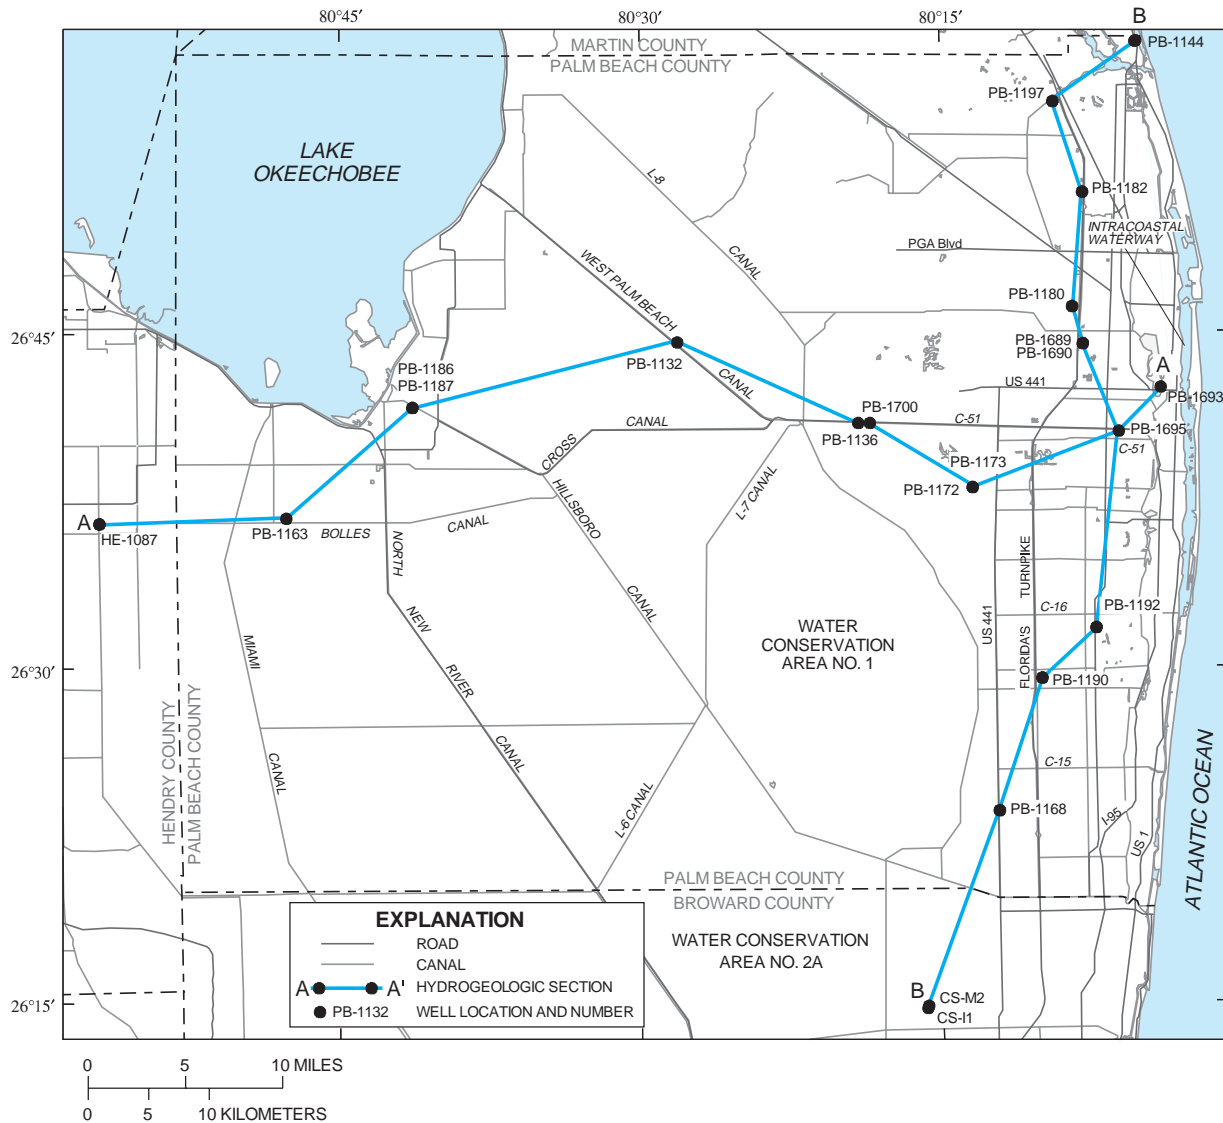 80°45′
80°30′
80°15′
B
PB-1144
MARTIN COUNTY
PALM BEACH COUNTY
PB-1197
LAKE
OKEECHOBEE
L-8
PB-1182
INTRACOASTAL
WATERWAY
PGA Blvd
CANAL
WEST PALM BEACH
PB-1180
26°45′
PB-1689
PB-1690
PB-1132
PB-1186
PB-1187
A
US 441
PB-1693
CANAL
PB-1700
C-51
CANAL
PB-1136
PB-1695
C-51
CROSS
PB-1173
PB-1172
L-7 CANAL
HILLSBORO
A
HE-1087
PB-1163
BOLLES
CANAL
NORTH
TURNPIKE
CANAL
NEW
US 441
C-16
PB-1192
WATER
CONSERVATION
AREA NO. 1
MIAMI
FLORIDA'S
26°30′
RIVER
PB-1190
HENDRY COUNTY
PALM BEACH COUNTY
CANAL
CANAL
C-15
ATLANTIC OCEAN
L-6 CANAL
PB-1168
I-95
US 1
PALM BEACH COUNTY
BROWARD COUNTY
WATER CONSERVATION
AREA NO. 2A
EXPLANATION
ROAD
CANAL
A A' HYDROGEOLOGIC SECTION
PB-1132 WELL LOCATION AND NUMBER
B
CS-M2
CS-I1
26°15′
0 5 10 MILES
0 5 10 KILOMETERS